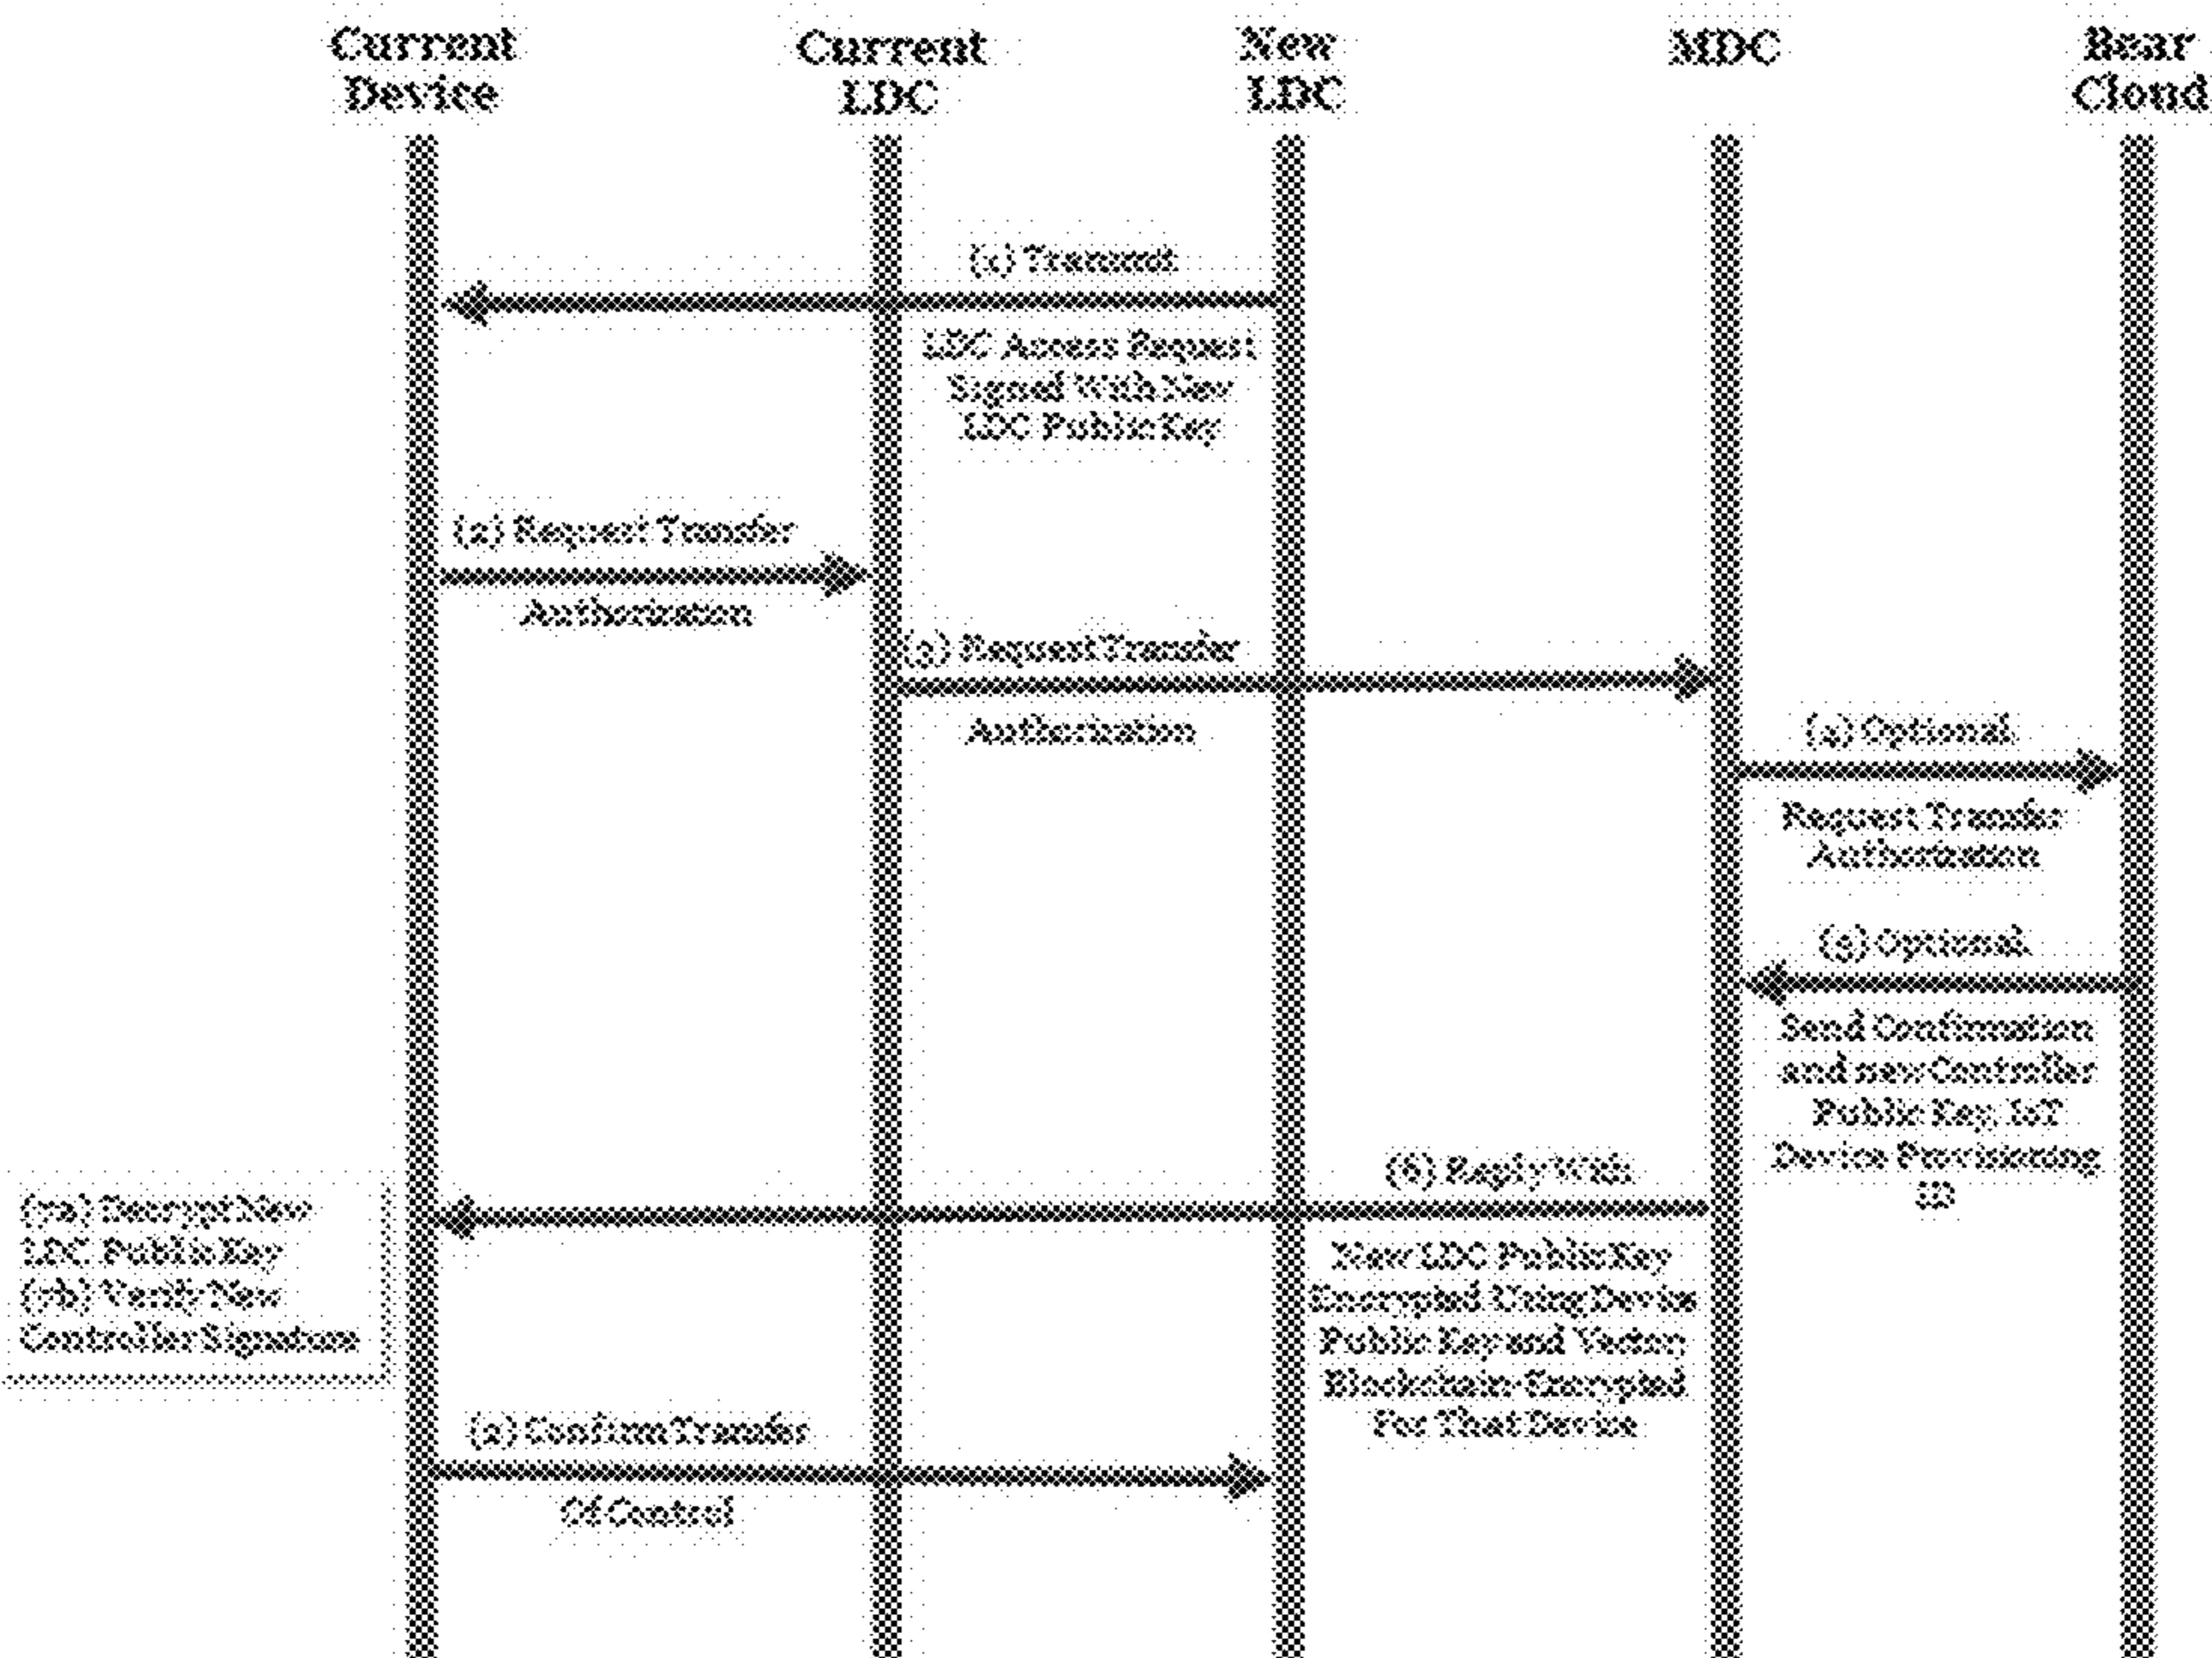 Current
Device
Current
LDC
New
LDC
MDC
Bear
Cloud
(1) Transmit
LDC Access Request
Signed With New
LDC Public Key
(2) Request Transfer
Authorization
(3) Request Transfer
Authorization
(4) Optional
Request Transfer
Authorization
(5) Optional
Send Confirmation
and new Controller
Public Key, IoT
Device Provisioning
(6) Reply With
New LDC Public Key
Encrypted Using Device
Public Key and
Blockchain Encrypted
For That Device
(7a) Decrypt New
LDC Public Key
(7b) Verify New
Controller Signature
Confirm Transfer
Of Control